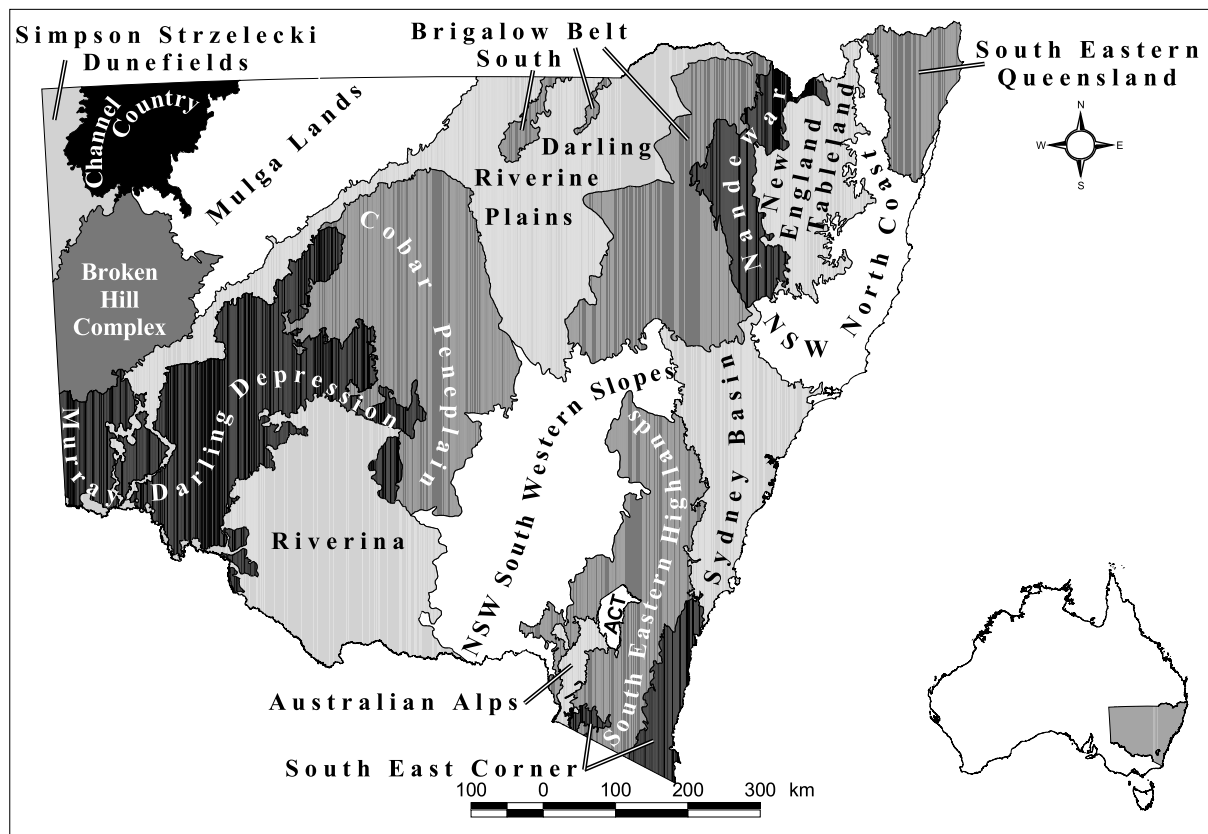 Simpson Strzelecki
Dunefields
Brigalow Belt
South
South Eastern
Queensland
Channel
Country
Mulga Lands
Darling
Riverine
Plains
Nandewar
New
England
Tableland
N
W
E
S
Broken
Hill
Complex
Cobar
Peneplain
NSW
North Coast
Murray
Darling Depression
Riverina
NSW South Western Slopes
South Eastern Highlands
Sydney Basin
ACT
Australian Alps
South East Corner
100 0 100 200 300 km